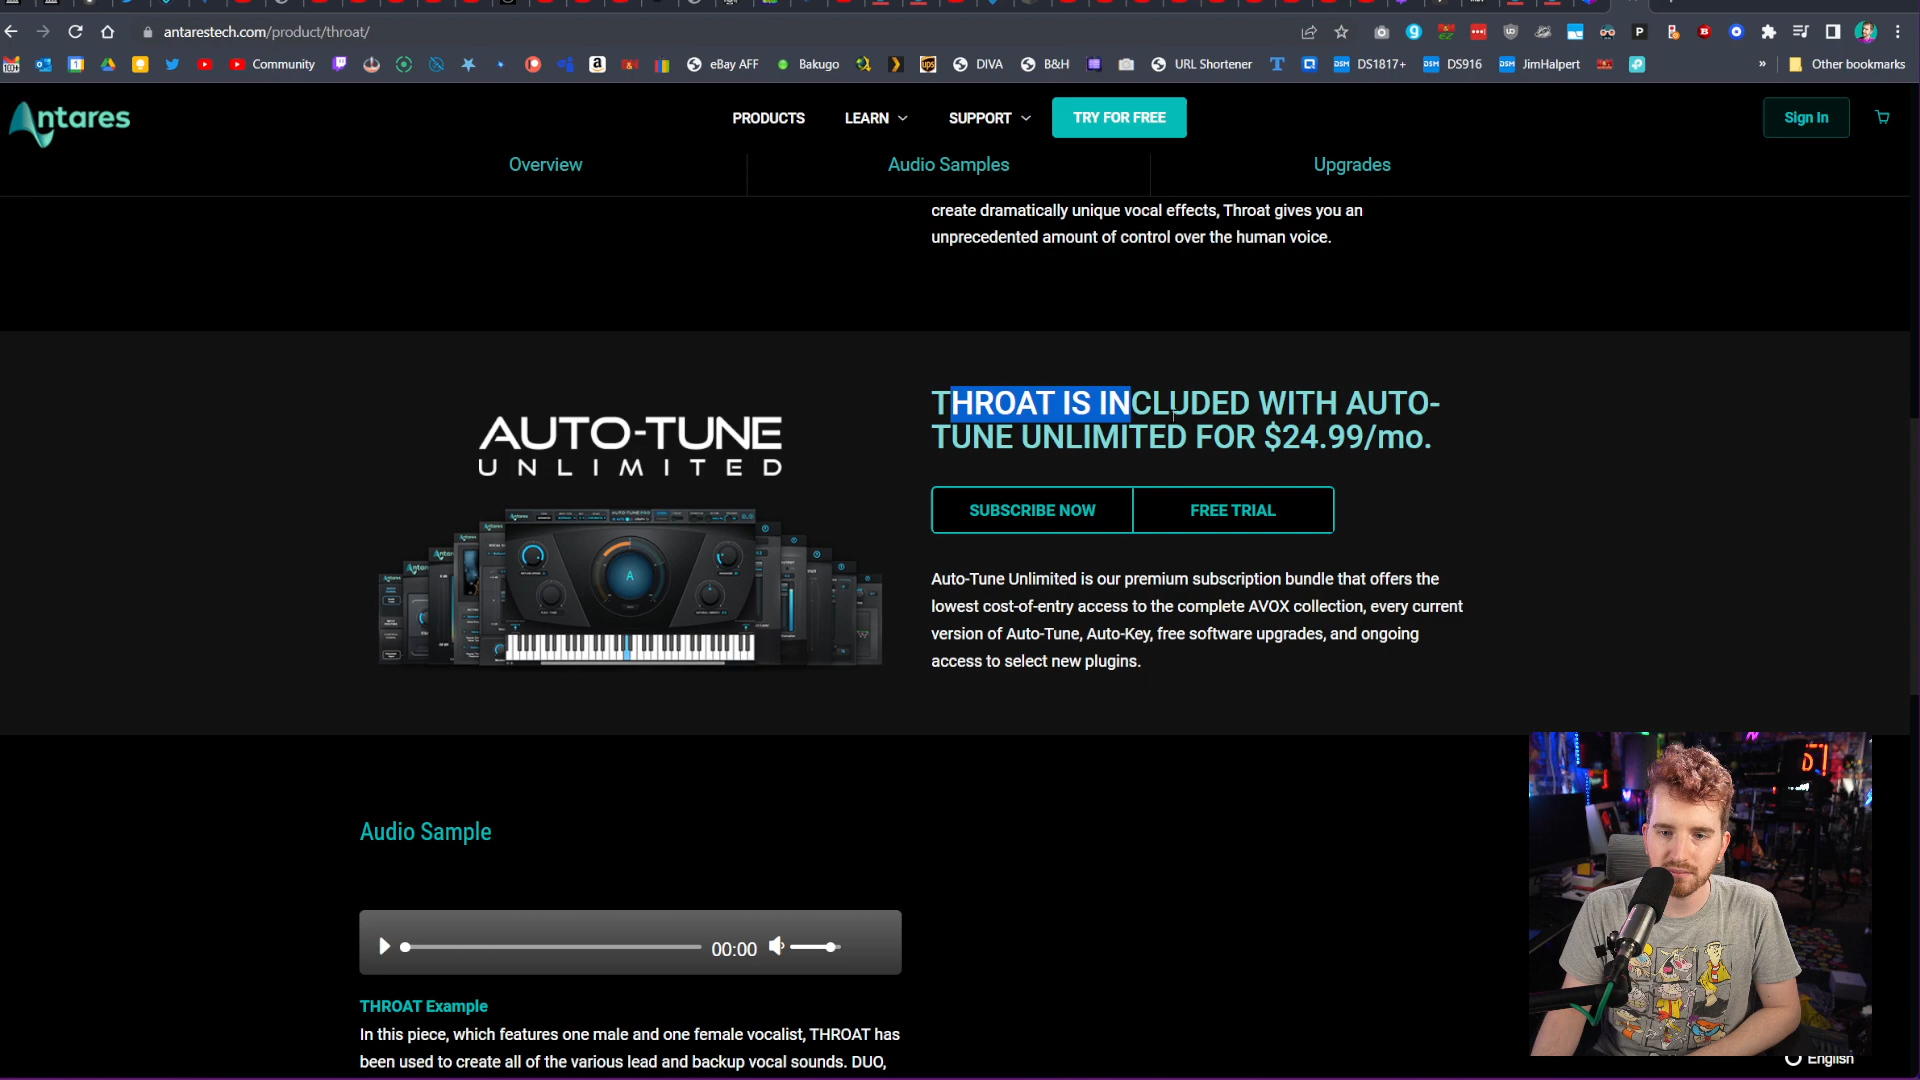 antarestech.com/product/throat/
Community
eBay AFF
Bakugo
DIVA
B&H
URL Shortener
DS1817+
DS916
JimHalpert
»
Other bookmarks
Antares
PRODUCTS
LEARN
SUPPORT
TRY FOR FREE
Sign In
Overview
Audio Samples
Upgrades
create dramatically unique vocal effects, Throat gives you an
unprecedented amount of control over the human voice.
AUTO-TUNE
UNLIMITED
THROAT IS INCLUDED WITH AUTO-
TUNE UNLIMITED FOR $24.99/mo.
SUBSCRIBE NOW
FREE TRIAL
Auto-Tune Unlimited is our premium subscription bundle that offers the
lowest cost-of-entry access to the complete AVOX collection, every current
version of Auto-Tune, Auto-Key, free software upgrades, and ongoing
access to select new plugins.
Audio Sample
00:00
THROAT Example
In this piece, which features one male and one female vocalist, THROAT has
been used to create all of the various lead and backup vocal sounds. DUO,
English